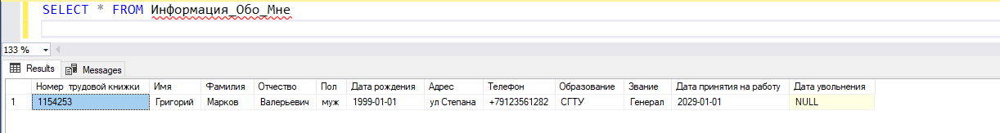 SELECT * FROM Информация_Обо_Мне
133 %
Results Messages
Номер трудовой книжки Имя Фамилия Отчество Пол Дата рождения Адрес Телефон Образование Звание Дата принятия на работу Дата увольнения
1 1154253 Григорий Марков Валерьевич муж 1999-01-01 ул Степана +79123561282 СГТУ Генерал 2029-01-01 NULL